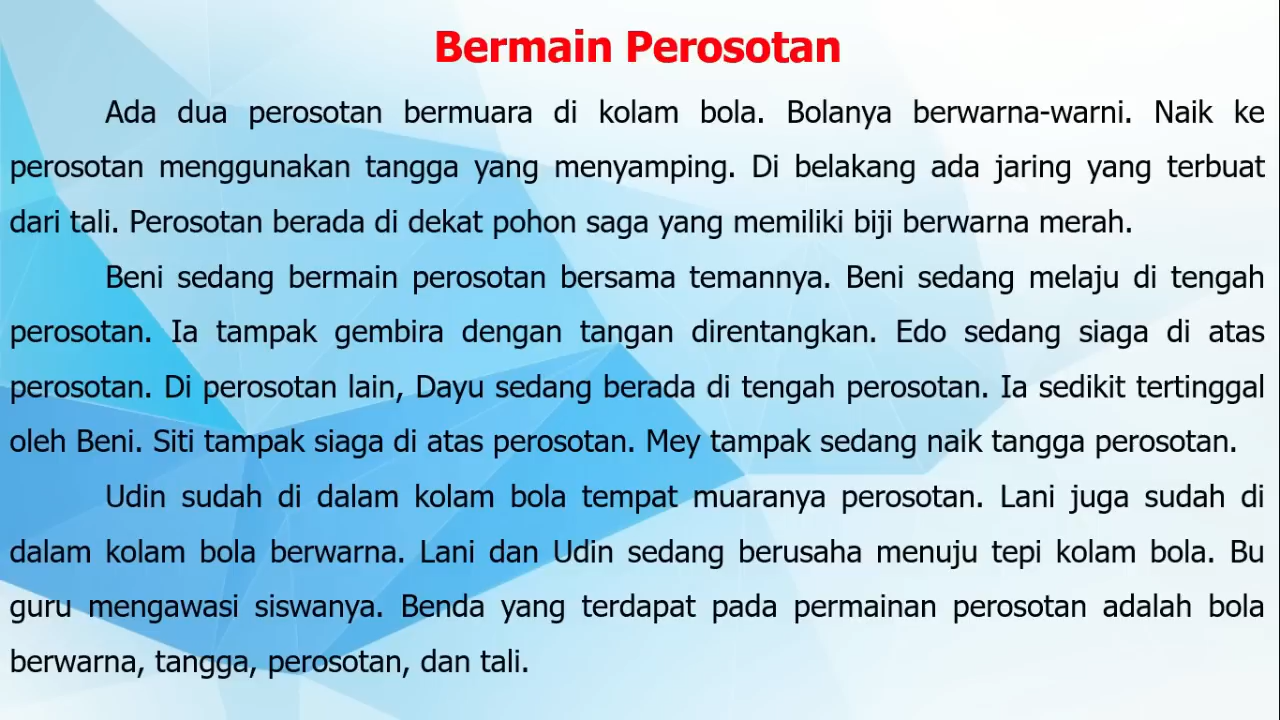 Bermain Perosotan
Ada dua perosotan bermuara di kolam bola. Bolanya berwarna-warni. Naik ke
perosotan menggunakan tangga yang menyamping. Di belakang ada jaring yang terbuat
dari tali. Perosotan berada di dekat pohon saga yang memiliki biji berwarna merah.
Beni sedang bermain perosotan bersama temannya. Beni sedang melaju di tengah
perosotan. Ia tampak gembira dengan tangan direntangkan. Edo sedang siaga di atas
perosotan. Di perosotan lain, Dayu sedang berada di tengah perosotan. Ia sedikit tertinggal
oleh Beni. Siti tampak siaga di atas perosotan. Mey tampak sedang naik tangga perosotan.
Udin sudah di dalam kolam bola tempat muaranya perosotan. Lani juga sudah di
dalam kolam bola berwarna. Lani dan Udin sedang berusaha menuju tepi kolam bola. Bu
guru mengawasi siswanya. Benda yang terdapat pada permainan perosotan adalah bola
berwarna, tangga, perosotan, dan tali.